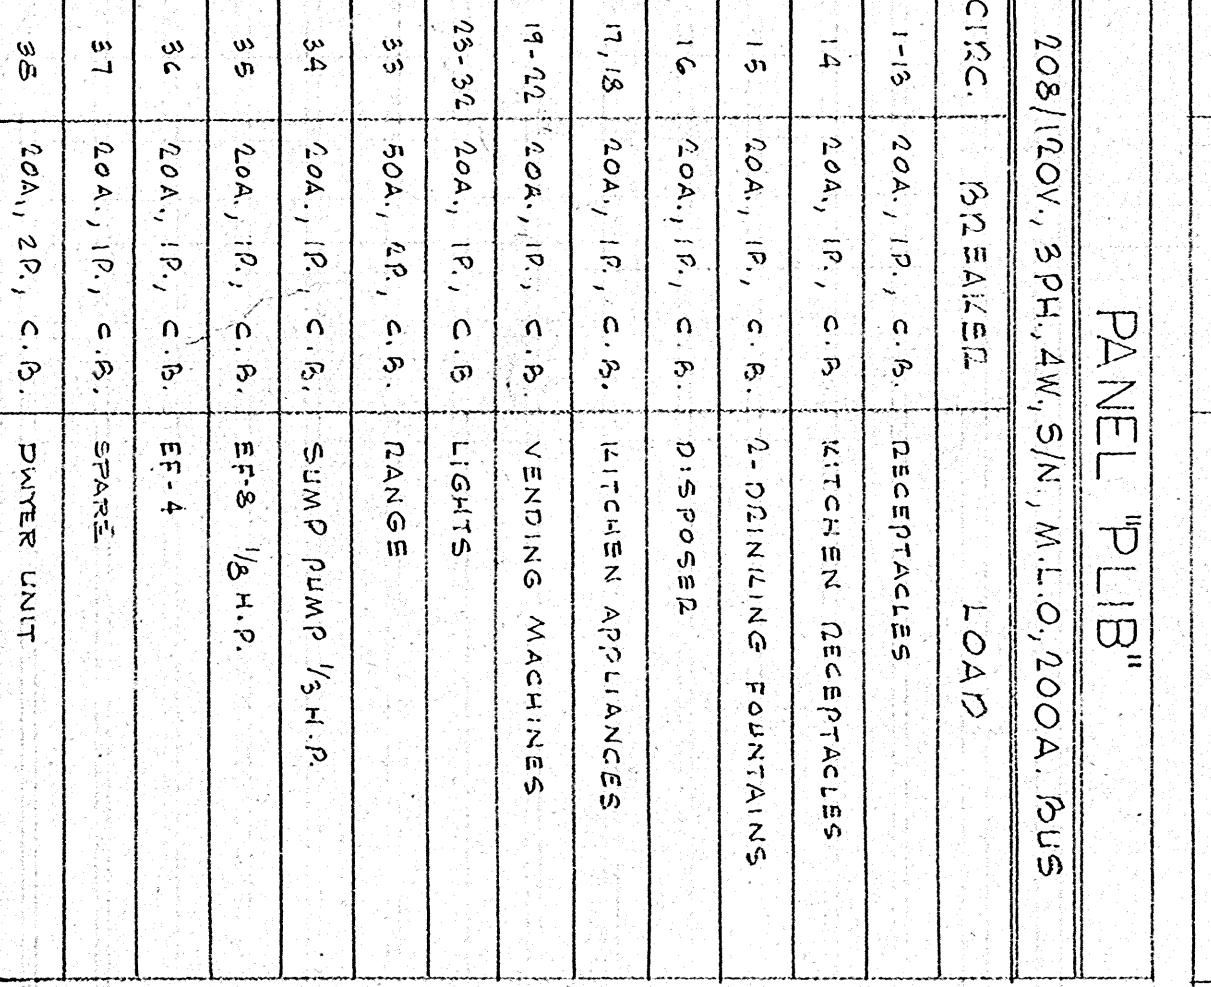 PANEL "PL1B"
208/120V., 3PH., 4W., S/N, M.L.O., 200A. BUS
CIRC. BREAKER LOAD
1-13 20A., 1P., C.B. RECEPTACLES
14 20A., 1P., C.B. KITCHEN RECEPTACLES
15 20A., 1P., C.B. 2-DRINKING FOUNTAINS
16 20A., 1P., C.B. DISPOSER
17,18 20A., 1P., C.B. KITCHEN APPLIANCES
19-22 20A., 1P., C.B. VENDING MACHINES
23-32 20A., 1P., C.B LIGHTS
33 50A., 2P., C.B. RANGE
34 20A., 1P., C.B. SUMP PUMP 1/3 H.P.
35 20A., 1P., C.B. EF-8 1/8 H.P.
36 20A., 1P., C.B. EF-4
37 20A., 1P., C.B. SPARE
38 20A., 2P., C.B. DWYER UNIT